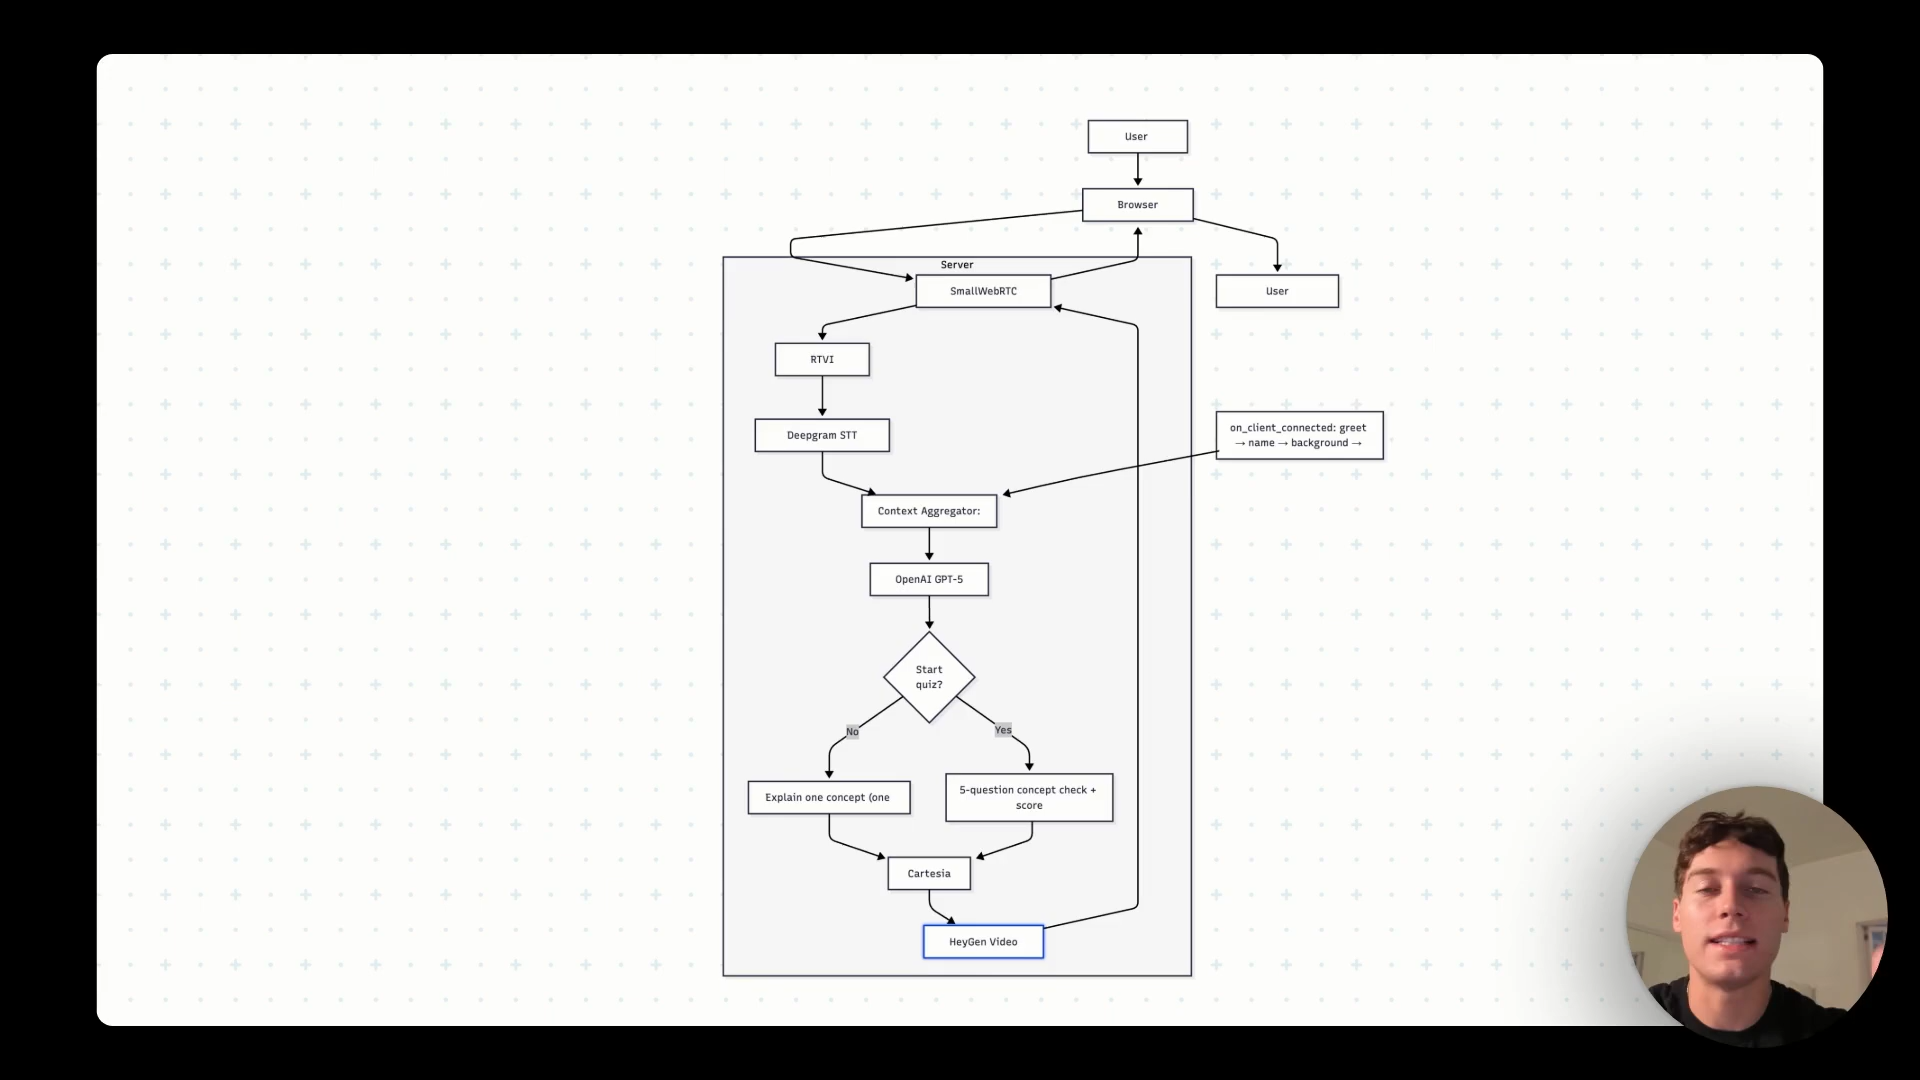 User
Browser
Server
SmallWebRTC
User
RTVI
on_client_connected: greet
→ name → background →
Deepgram STT
Context Aggregator:
OpenAI GPT-5
Start
quiz?
No
Yes
Explain one concept (one
5-question concept check +
score
Cartesia
HeyGen Video